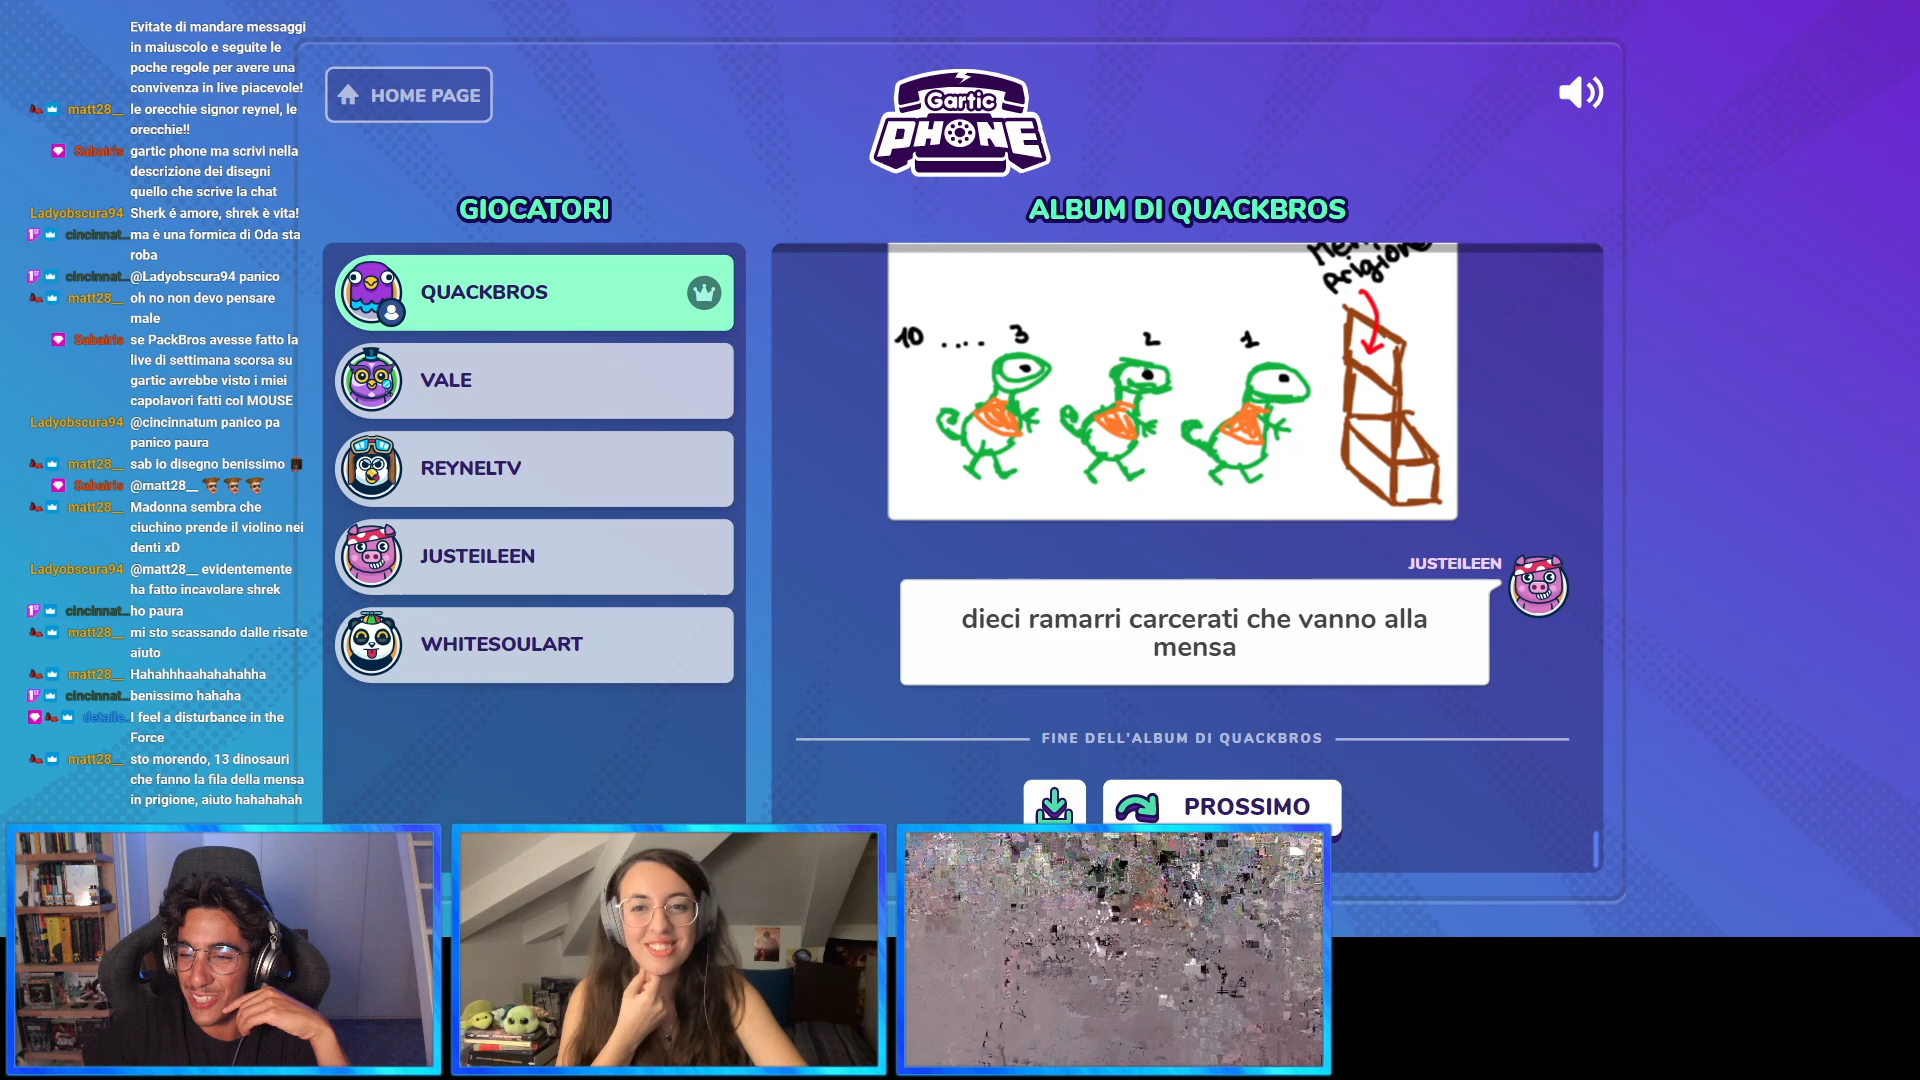 Evitate di mandare messaggi
in maiuscolo e seguite le
poche regole per avere una
convivenza in live piacevole!
matt28__ le orecchie signor reynel, le
orecchie!!
Sabairis gartic phone ma scrivi nella
descrizione dei disegni
quello che scrive la chat
Ladyobscura94 Sherk é amore, shrek è vita!
cincinnat... ma è una formica di Oda sta
roba
cincinnat... @Ladyobscura94 panico
matt28__ oh no non devo pensare
male
Sabairis se PackBros avesse fatto la
live di settimana scorsa su
gartic avrebbe visto i miei
capolavori fatti col MOUSE
Ladyobscura94 @cincinnatum panico pa
panico paura
matt28__ sab io disegno benissimo
Sabairis @matt28__
matt28__ Madonna sembra che
ciuchino prende il violino nei
denti xD
Ladyobscura94 @matt28__ evidentemente
ha fatto incavolare shrek
cincinnat... ho paura
matt28__ mi sto scassando dalle risate
aiuto
matt28__ Hahahhhaahahahahha
cincinnat... benissimo hahaha
detaile... I feel a disturbance in the
Force
matt28__ sto morendo, 13 dinosauri
che fanno la fila della mensa
in prigione, aiuto hahahahah
HOME PAGE
Gartic
PHONE
GIOCATORI
QUACKBROS
VALE
REYNELTV
JUSTEILEEN
WHITESOULART
ALBUM DI QUACKBROS
prigione
10 .... 3 2 1
JUSTEILEEN
dieci ramarri carcerati che vanno alla
mensa
FINE DELL'ALBUM DI QUACKBROS
PROSSIMO